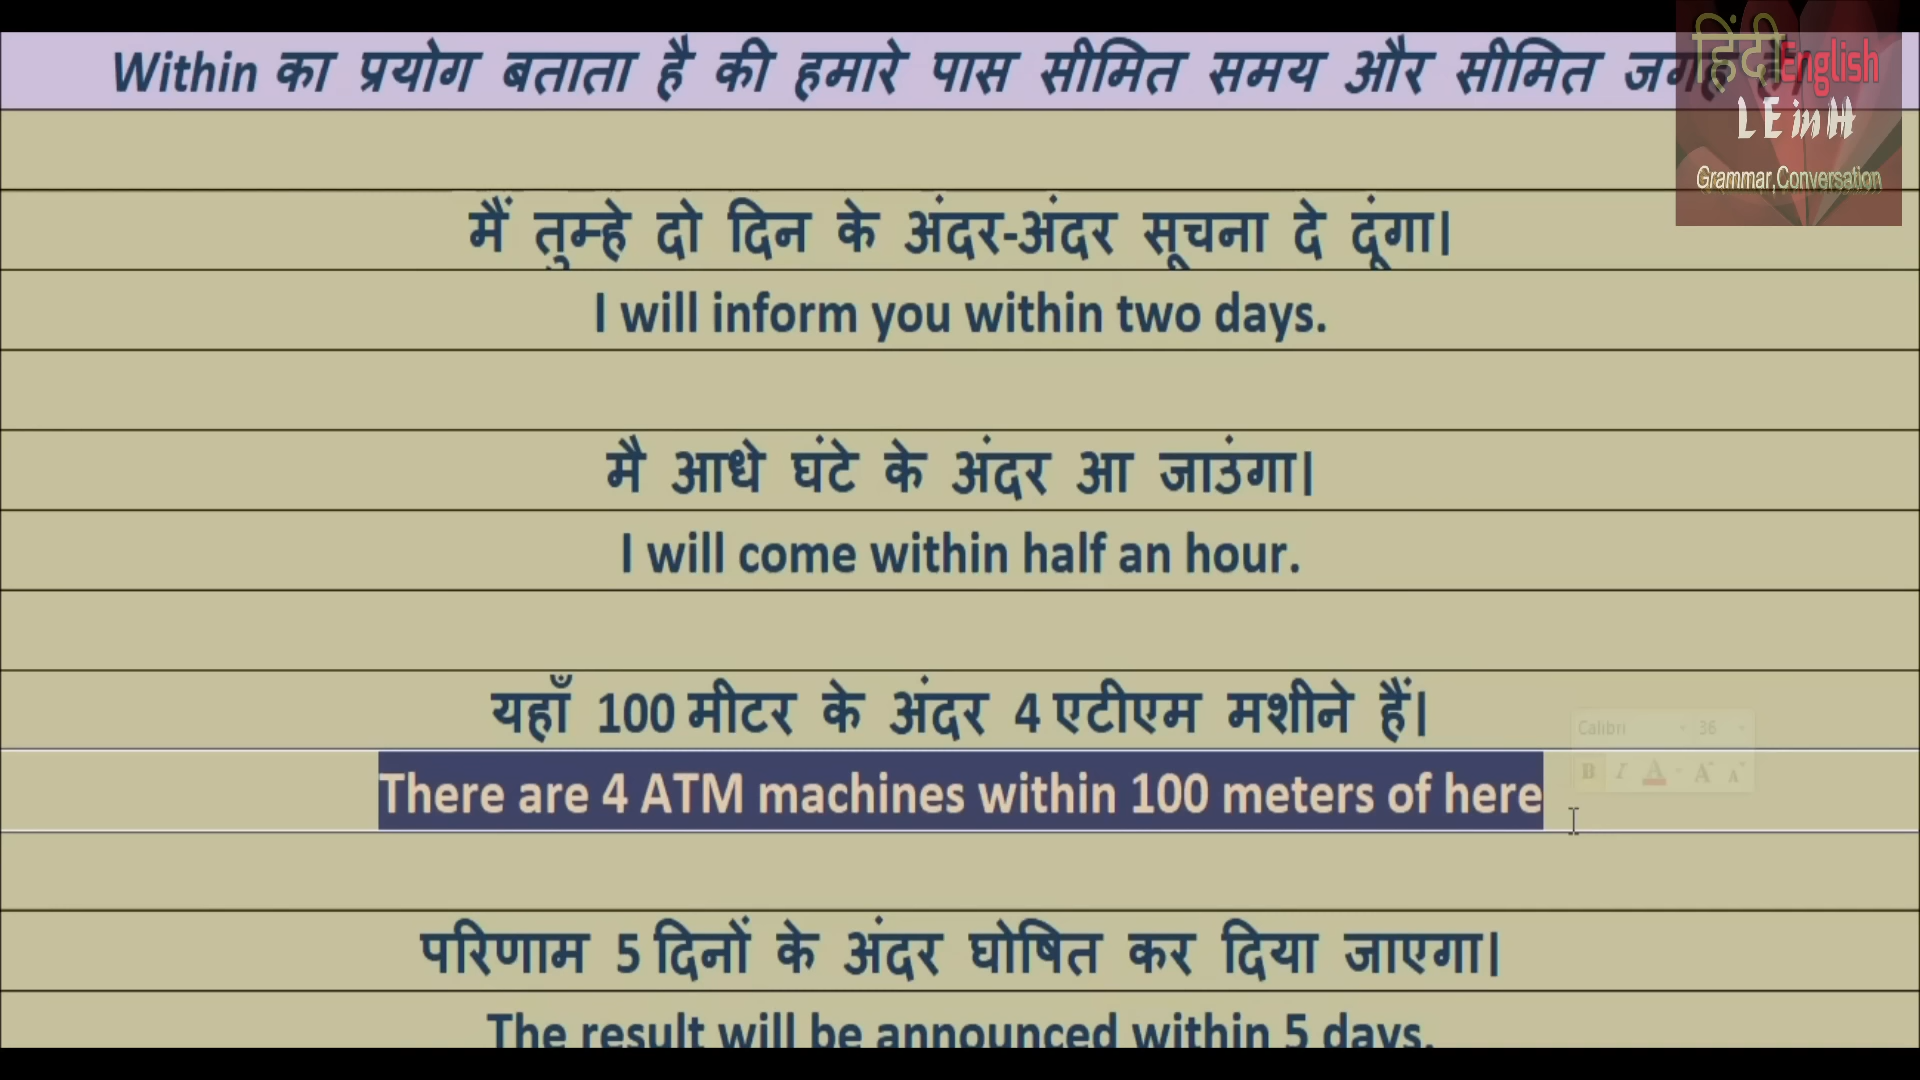 Within का प्रयोग बताता है की हमारे पास सीमित समय और सीमित जगह है।
हिंदी English
L E in H
Grammar,Conversation
मैं तुम्हे दो दिन के अंदर-अंदर सूचना दे दूंगा।
I will inform you within two days.
मै आधे घंटे के अंदर आ जाउंगा।
I will come within half an hour.
यहाँ 100 मीटर के अंदर 4 एटीएम मशीने हैं।
Calibri 36
There are 4 ATM machines within 100 meters of here
B I A A A
परिणाम 5 दिनों के अंदर घोषित कर दिया जाएगा।
The result will be announced within 5 days.